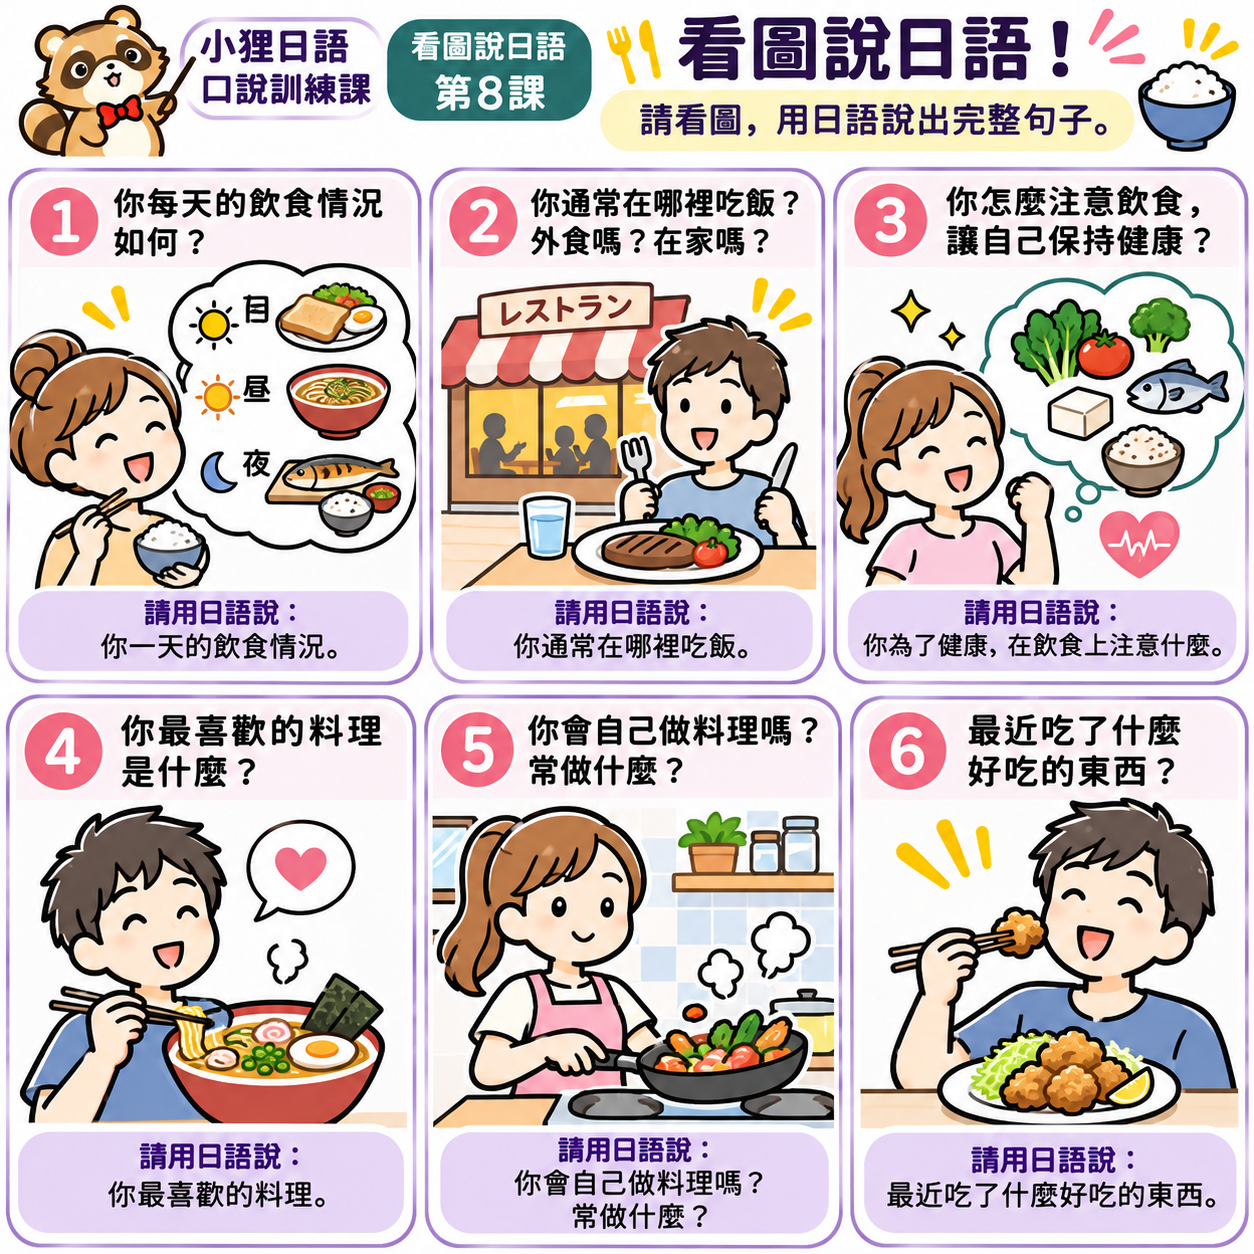 小狸日語
口說訓練課
看圖說日語
第8課
看圖說日語！
請看圖，用日語說出完整句子。
1
你每天的飲食情況
如何？
昼
夜
請用日語說：
你一天的飲食情況。
2
你通常在哪裡吃飯？
外食嗎？在家嗎？
レストラン
請用日語說：
你通常在哪裡吃飯。
3
你怎麼注意飲食，
讓自己保持健康？
請用日語說：
你為了健康，在飲食上注意什麼。
4
你最喜歡的料理
是什麼？
請用日語說：
你最喜歡的料理。
5
你會自己做料理嗎？
常做什麼？
請用日語說：
你會自己做料理嗎？
常做什麼？
6
最近吃了什麼
好吃的東西？
請用日語說：
最近吃了什麼好吃的東西。